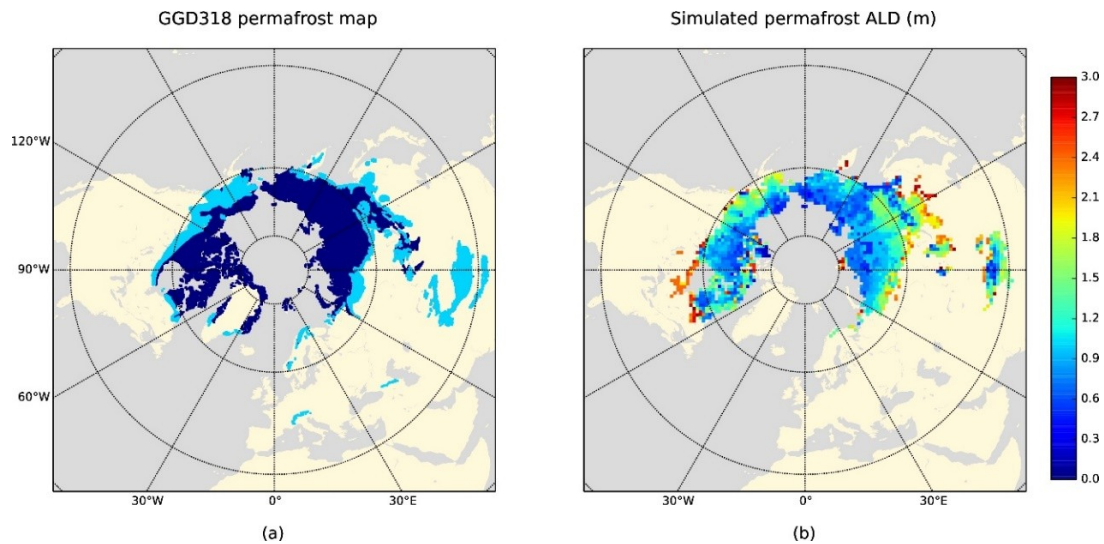 GGD318 permafrost map
Simulated permafrost ALD (m)
120°W
90°W
60°W
30°W
0°
30°E
30°W
0°
30°E
3.0
2.7
2.4
2.1
1.8
1.5
1.2
0.9
0.6
0.3
0.0
(a)
(b)